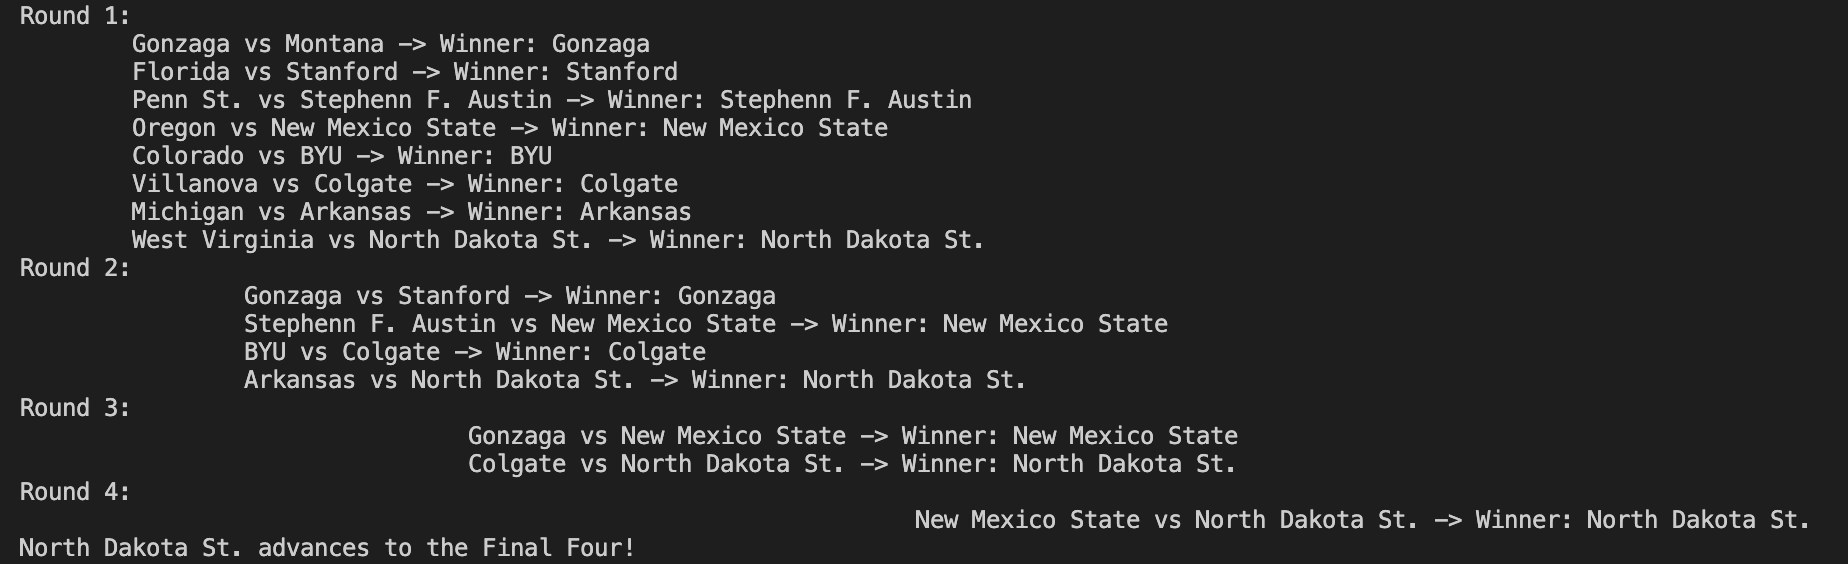 Round 1:
Gonzaga vs Montana -> Winner: Gonzaga
Florida vs Stanford -> Winner: Stanford
Penn St. vs Stephenn F. Austin -> Winner: Stephenn F. Austin
Oregon vs New Mexico State -> Winner: New Mexico State
Colorado vs BYU -> Winner: BYU
Villanova vs Colgate -> Winner: Colgate
Michigan vs Arkansas -> Winner: Arkansas
West Virginia vs North Dakota St. -> Winner: North Dakota St.
Round 2:
Gonzaga vs Stanford -> Winner: Gonzaga
Stephenn F. Austin vs New Mexico State -> Winner: New Mexico State
BYU vs Colgate -> Winner: Colgate
Arkansas vs North Dakota St. -> Winner: North Dakota St.
Round 3:
Gonzaga vs New Mexico State -> Winner: New Mexico State
Colgate vs North Dakota St. -> Winner: North Dakota St.
Round 4:
New Mexico State vs North Dakota St. -> Winner: North Dakota St.
North Dakota St. advances to the Final Four!